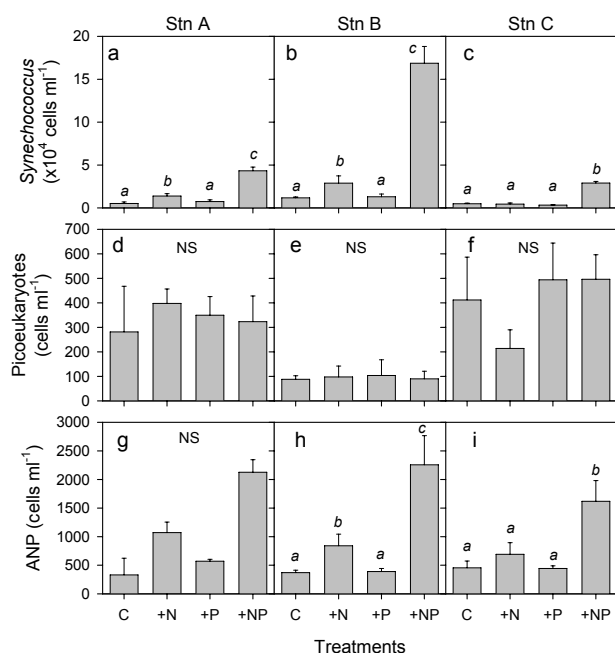 Stn A Stn B Stn C
Synechococcus
(x10⁴ cells ml⁻¹)
20
15
10
5
0
a
a b a c
b
a b a c
c
a a a b
Picoeukaryotes
(cells ml⁻¹)
700
600
500
400
300
200
100
0
d NS
e NS
f NS
ANP (cells ml⁻¹)
3000
2500
2000
1500
1000
500
0
g NS
h
a b a c
i
a a a b
C +N +P +NP C +N +P +NP C +N +P +NP
Treatments